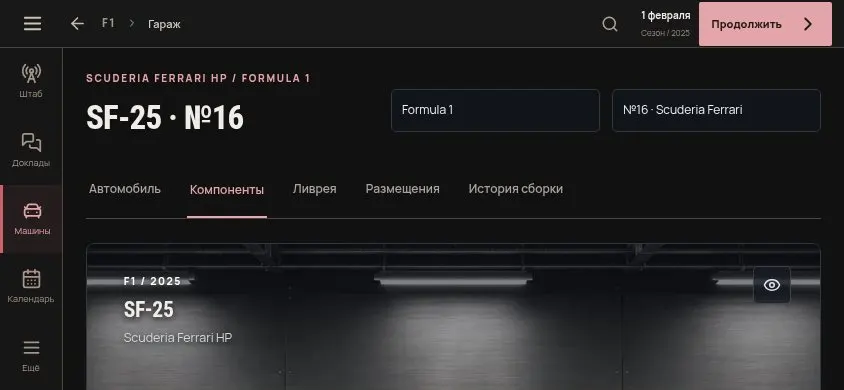 F1 > Гараж
1 февраля
Сезон / 2025
Продолжить
Штаб
Доклады
Машины
Календарь
Ещё
SCUDERIA FERRARI HP / FORMULA 1
SF-25 · №16
Formula 1
№16 · Scuderia Ferrari
Автомобиль
Компоненты
Ливрея
Размещения
История сборки
F1 / 2025
SF-25
Scuderia Ferrari HP